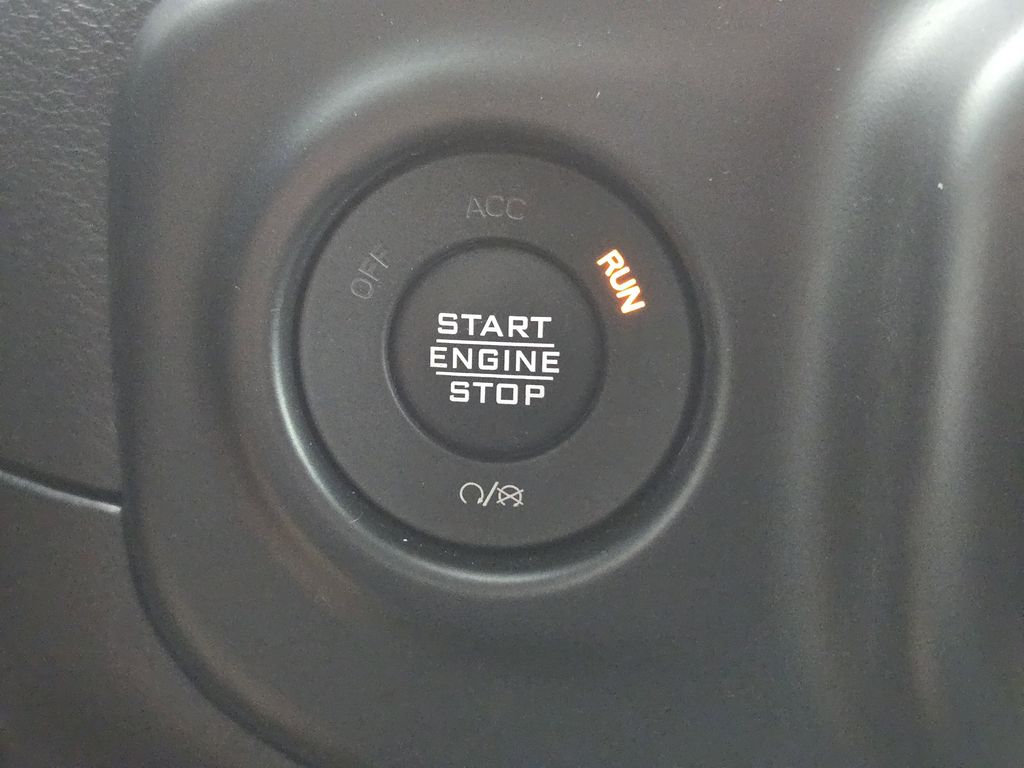 ACC
OFF
RUN
START
ENGINE
STOP